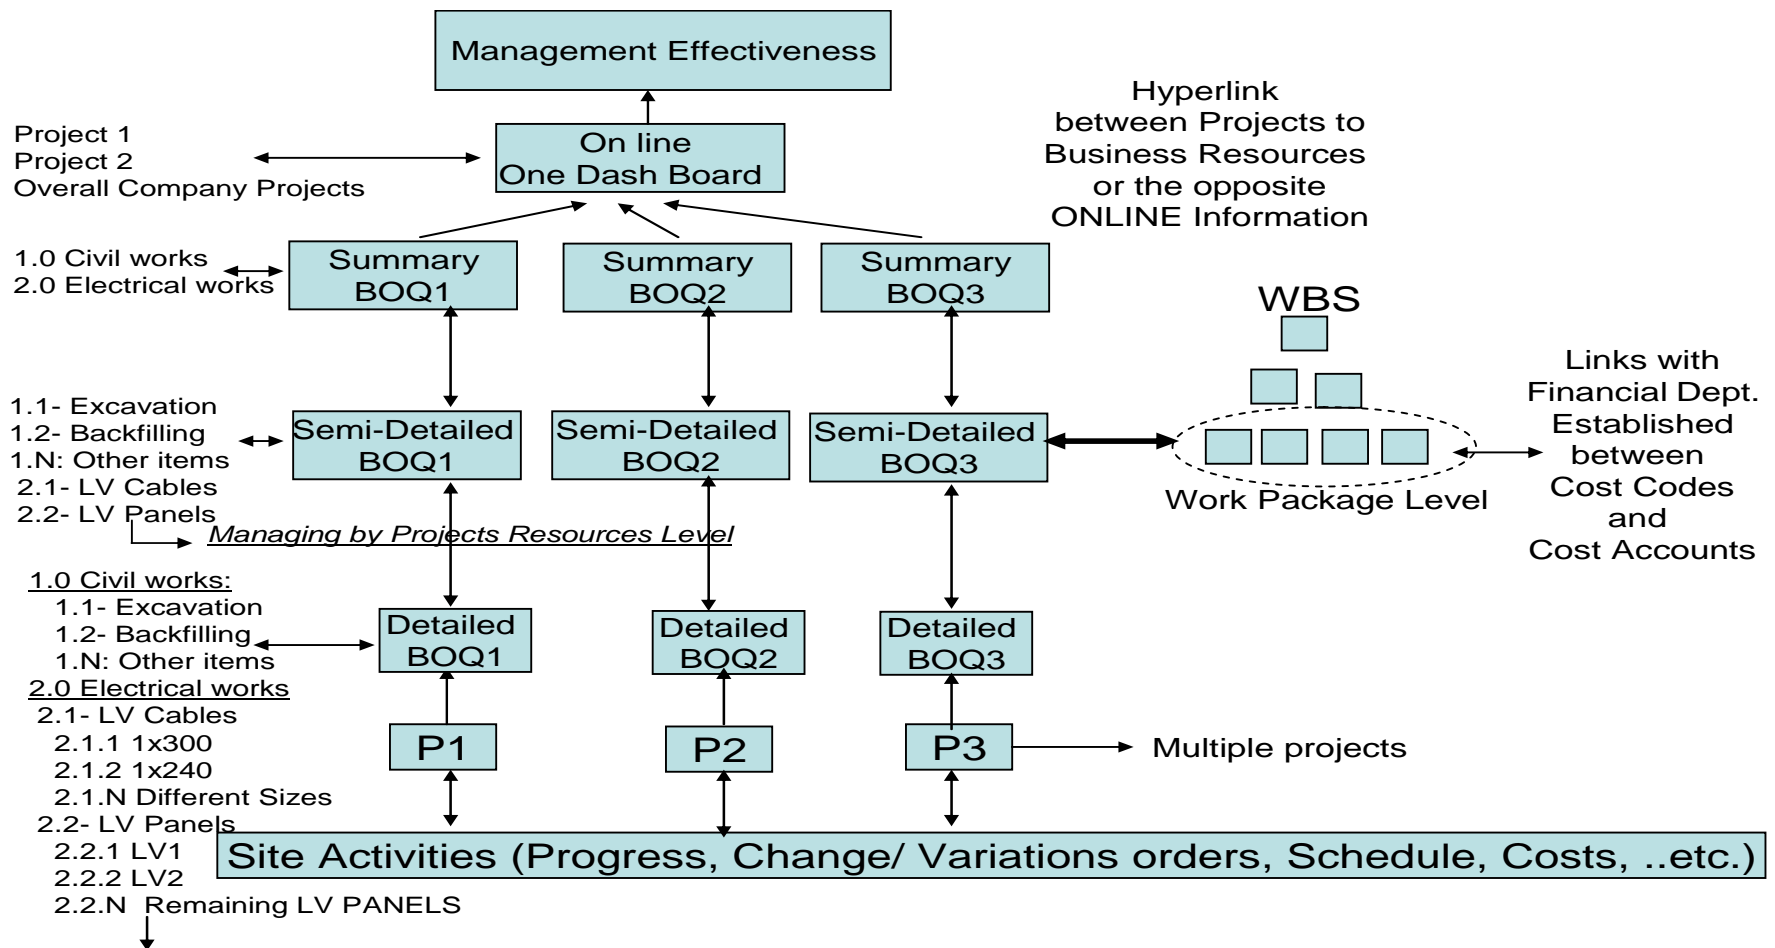 Management Effectiveness
Hyperlink
between Projects to
Business Resources
or the opposite
ONLINE Information
Project 1
Project 2
Overall Company Projects
On line
One Dash Board
1.0 Civil works
2.0 Electrical works
Summary
BOQ1
Summary
BOQ2
Summary
BOQ3
WBS
Links with
Financial Dept.
Established
between
Cost Codes
and
Cost Accounts
1.1- Excavation
1.2- Backfilling
1.N: Other items
2.1- LV Cables
2.2- LV Panels
Semi-Detailed
BOQ1
Semi-Detailed
BOQ2
Semi-Detailed
BOQ3
Work Package Level
Managing by Projects Resources Level
1.0 Civil works:
1.1- Excavation
1.2- Backfilling
1.N: Other items
2.0 Electrical works
2.1- LV Cables
2.1.1 1x300
2.1.2 1x240
2.1.N Different Sizes
2.2- LV Panels
2.2.1 LV1
2.2.2 LV2
2.2.N Remaining LV PANELS
Detailed
BOQ1
Detailed
BOQ2
Detailed
BOQ3
P1
P2
P3
Multiple projects
Site Activities (Progress, Change/ Variations orders, Schedule, Costs, ..etc.)